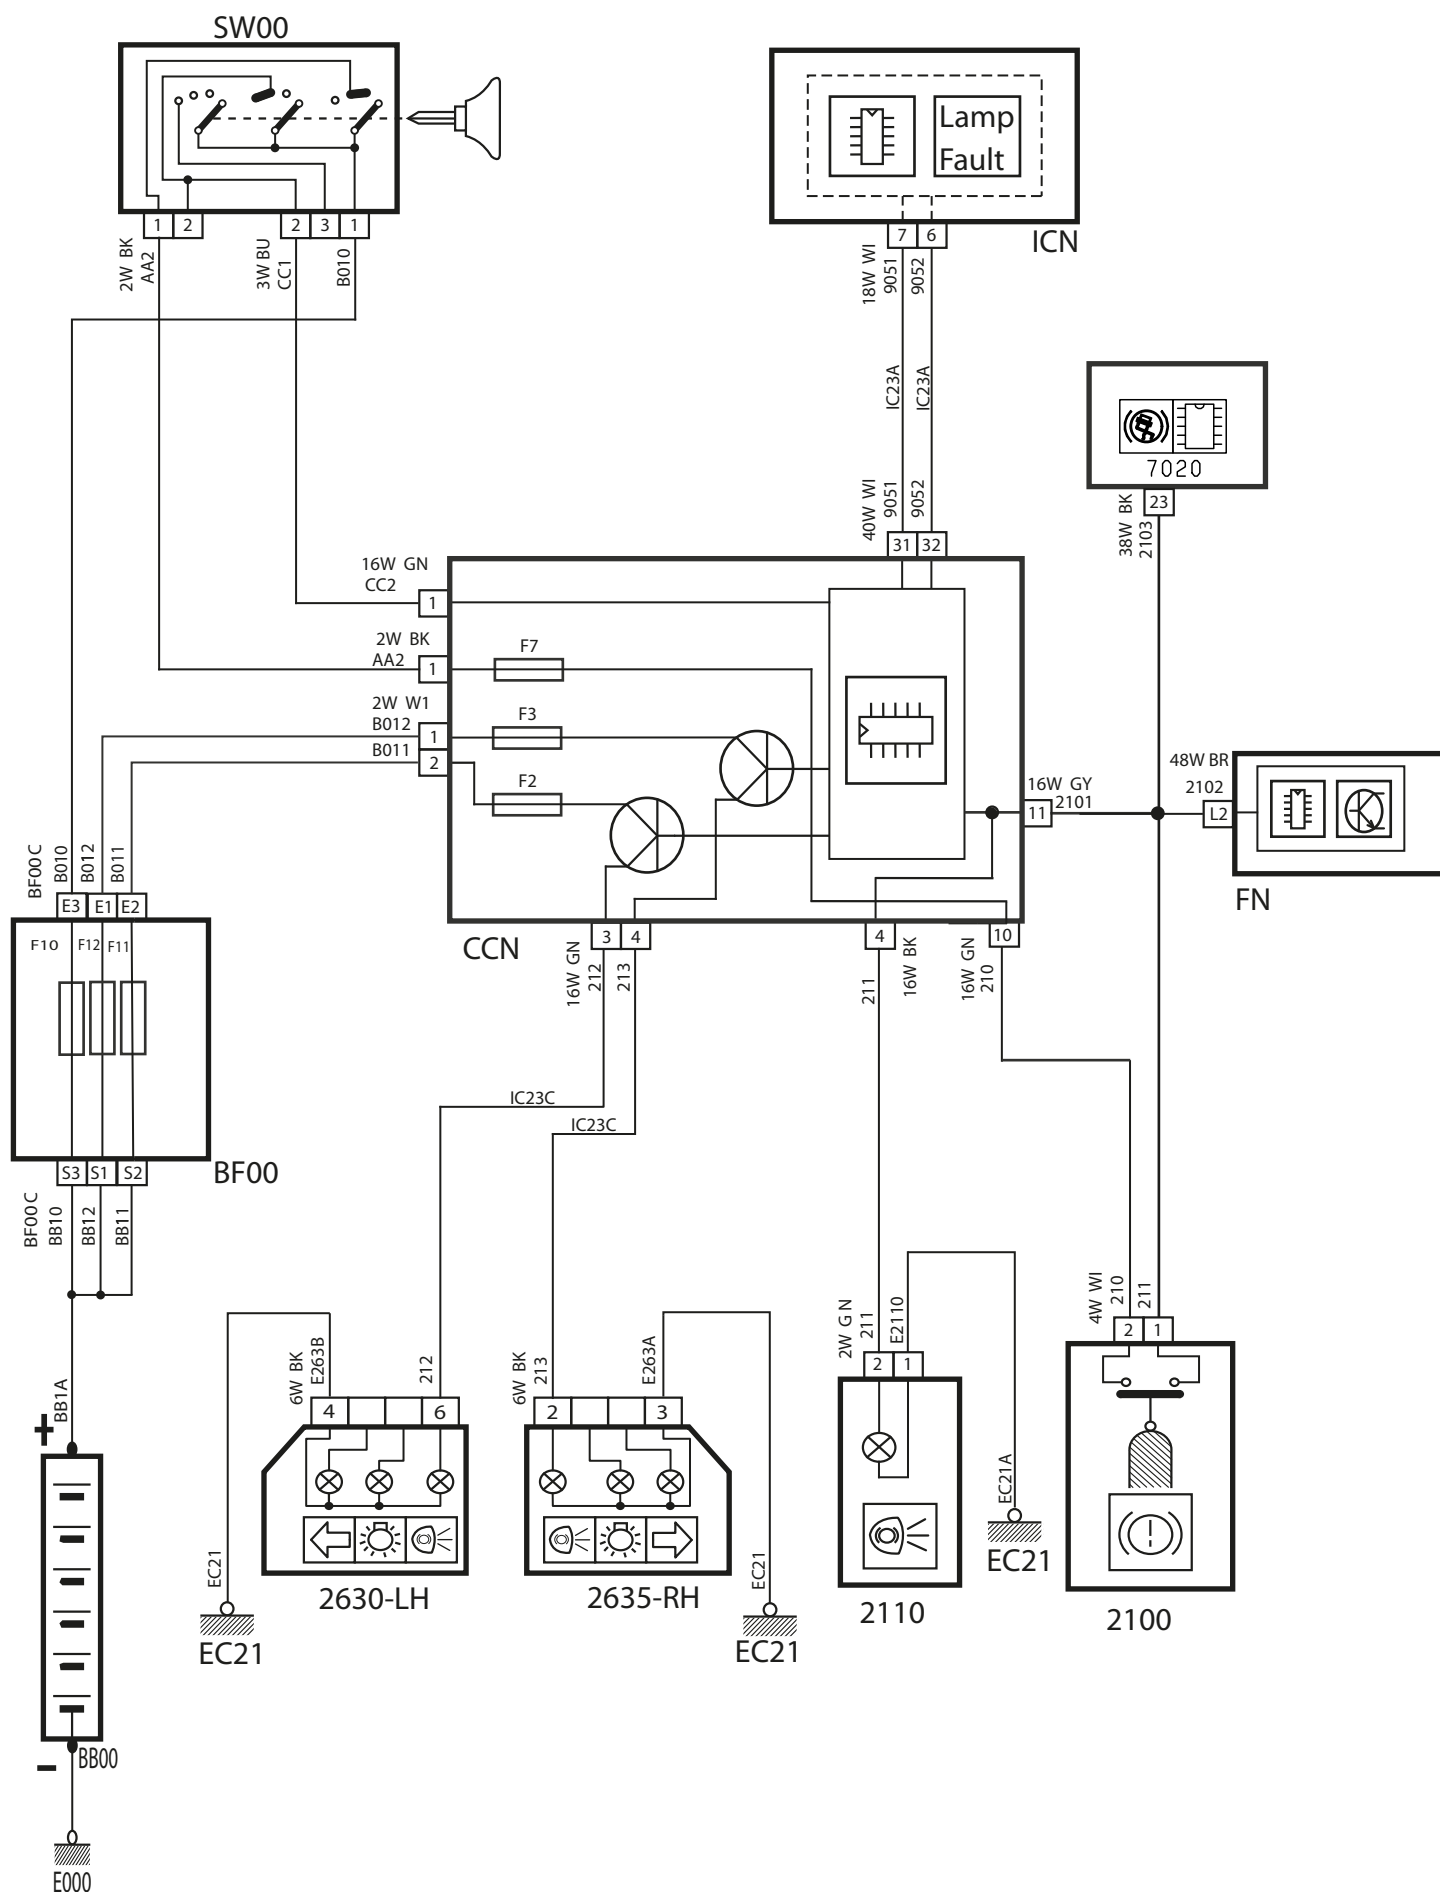 SW00
1 2 2 3 1
2W BK
AA2
3W BU
CC1
B010
Lamp
Fault
ICN
7 6
18W WI
9051
9052
IC23A
IC23A
40W WI
9051
9052
31 32
7020
23
38W BK
2103
16W GN
CC2
1
2W BK
AA2
1
F7
2W W1
B012
1
F3
B011
2
F2
16W GY
2101
11
48W BR
2102
L2
FN
CCN
3 4
16W GN
212
213
4
211
16W BK
10
16W GN
210
BF00 C
B010
B012
B011
E3 E1 E2
F10 F12 F11
S3 S1 S2
BF00
BF00 C
BB10
BB12
BB11
IC23C
IC23C
BB1A
+
-
BB00
E000
6W BK
E263B
212
4 6
EC21
EC21
2630-LH
6W BK
213
E263A
2 3
EC21
EC21
2635-RH
2W G N
211
E2110
2 1
EC21A
EC21
2110
4W WI
210
211
2 1
2100